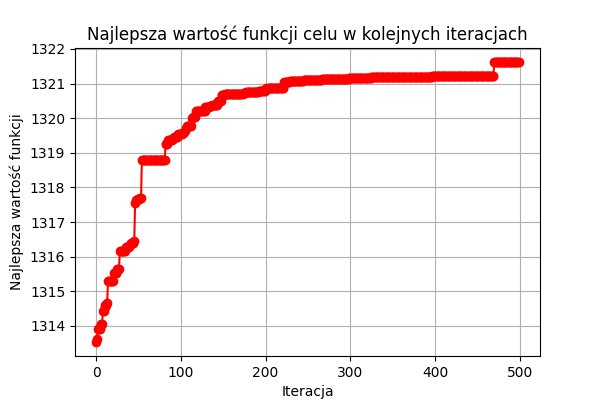 Najlepsza wartość funkcji celu w kolejnych iteracjach
1322
1321
1320
1319
1318
1317
1316
1315
1314
Najlepsza wartość funkcji
0 100 200 300 400 500
Iteracja